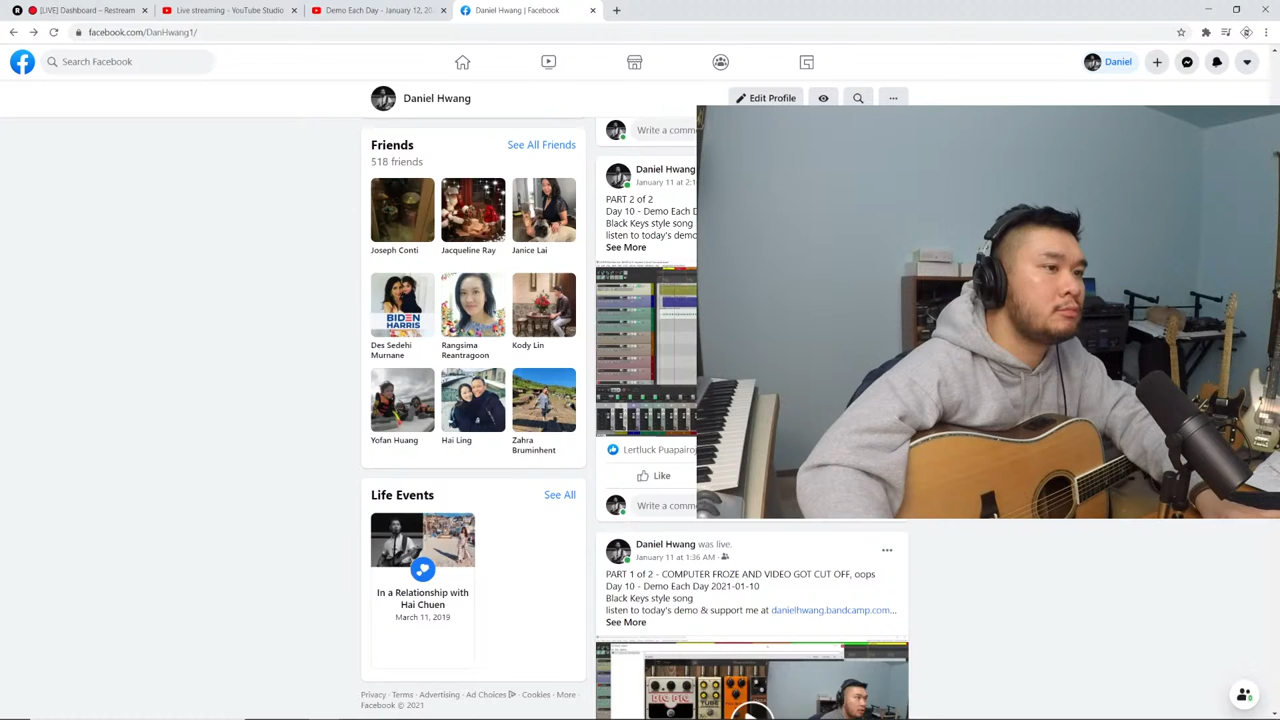 [LIVE] Dashboard – Restream
Live streaming - YouTube Studio
Demo Each Day - January 12, 20
Daniel Hwang | Facebook
facebook.com/DanHwang1/
Search Facebook
Daniel
Daniel Hwang
Edit Profile
Friends
See All Friends
518 friends
Joseph Conti
Jacqueline Ray
Janice Lai
BIDEN
HARRIS
Des Sedehi
Murnane
Rangsima
Reantragoon
Kody Lin
Yofan Huang
Hai Ling
Zahra
Bruminhent
Life Events
See All
In a Relationship with
Hai Chuen
March 11, 2019
Privacy · Terms · Advertising · Ad Choices · Cookies · More ·
Facebook © 2021
Write a comm
Daniel Hwang
January 11 at 2:1
PART 2 of 2
Day 10 - Demo Each D
Black Keys style song
listen to today's demo
See More
Lertluck Puapairo
Like
Write a comm
Daniel Hwang was live.
January 11 at 1:36 AM ·
PART 1 of 2 - COMPUTER FROZE AND VIDEO GOT CUT OFF, oops
Day 10 - Demo Each Day 2021-01-10
Black Keys style song
listen to today's demo & support me at danielhwang.bandcamp.com...
See More